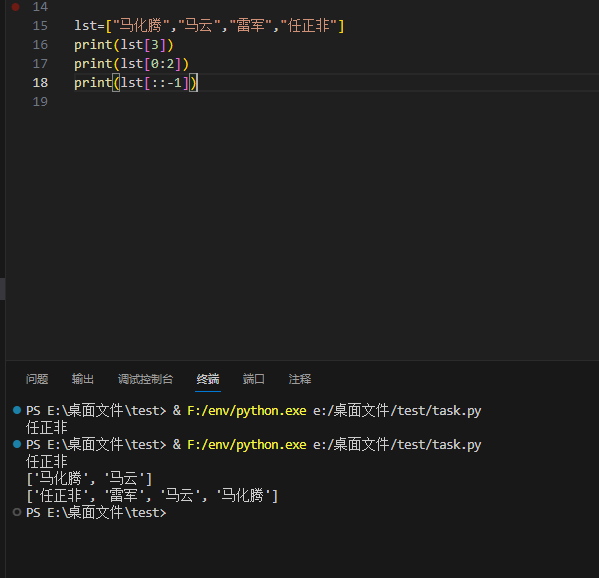 14
15 lst=["马化腾","马云","雷军","任正非"]
16 print(lst[3])
17 print(lst[0:2])
18 print(lst[::-1])
19
问题 输出 调试控制台 终端 端口 注释
PS E:\桌面文件\test> & F:/env/python.exe e:/桌面文件/test/task.py
任正非
PS E:\桌面文件\test> & F:/env/python.exe e:/桌面文件/test/task.py
任正非
['马化腾', '马云']
['任正非', '雷军', '马云', '马化腾']
PS E:\桌面文件\test>